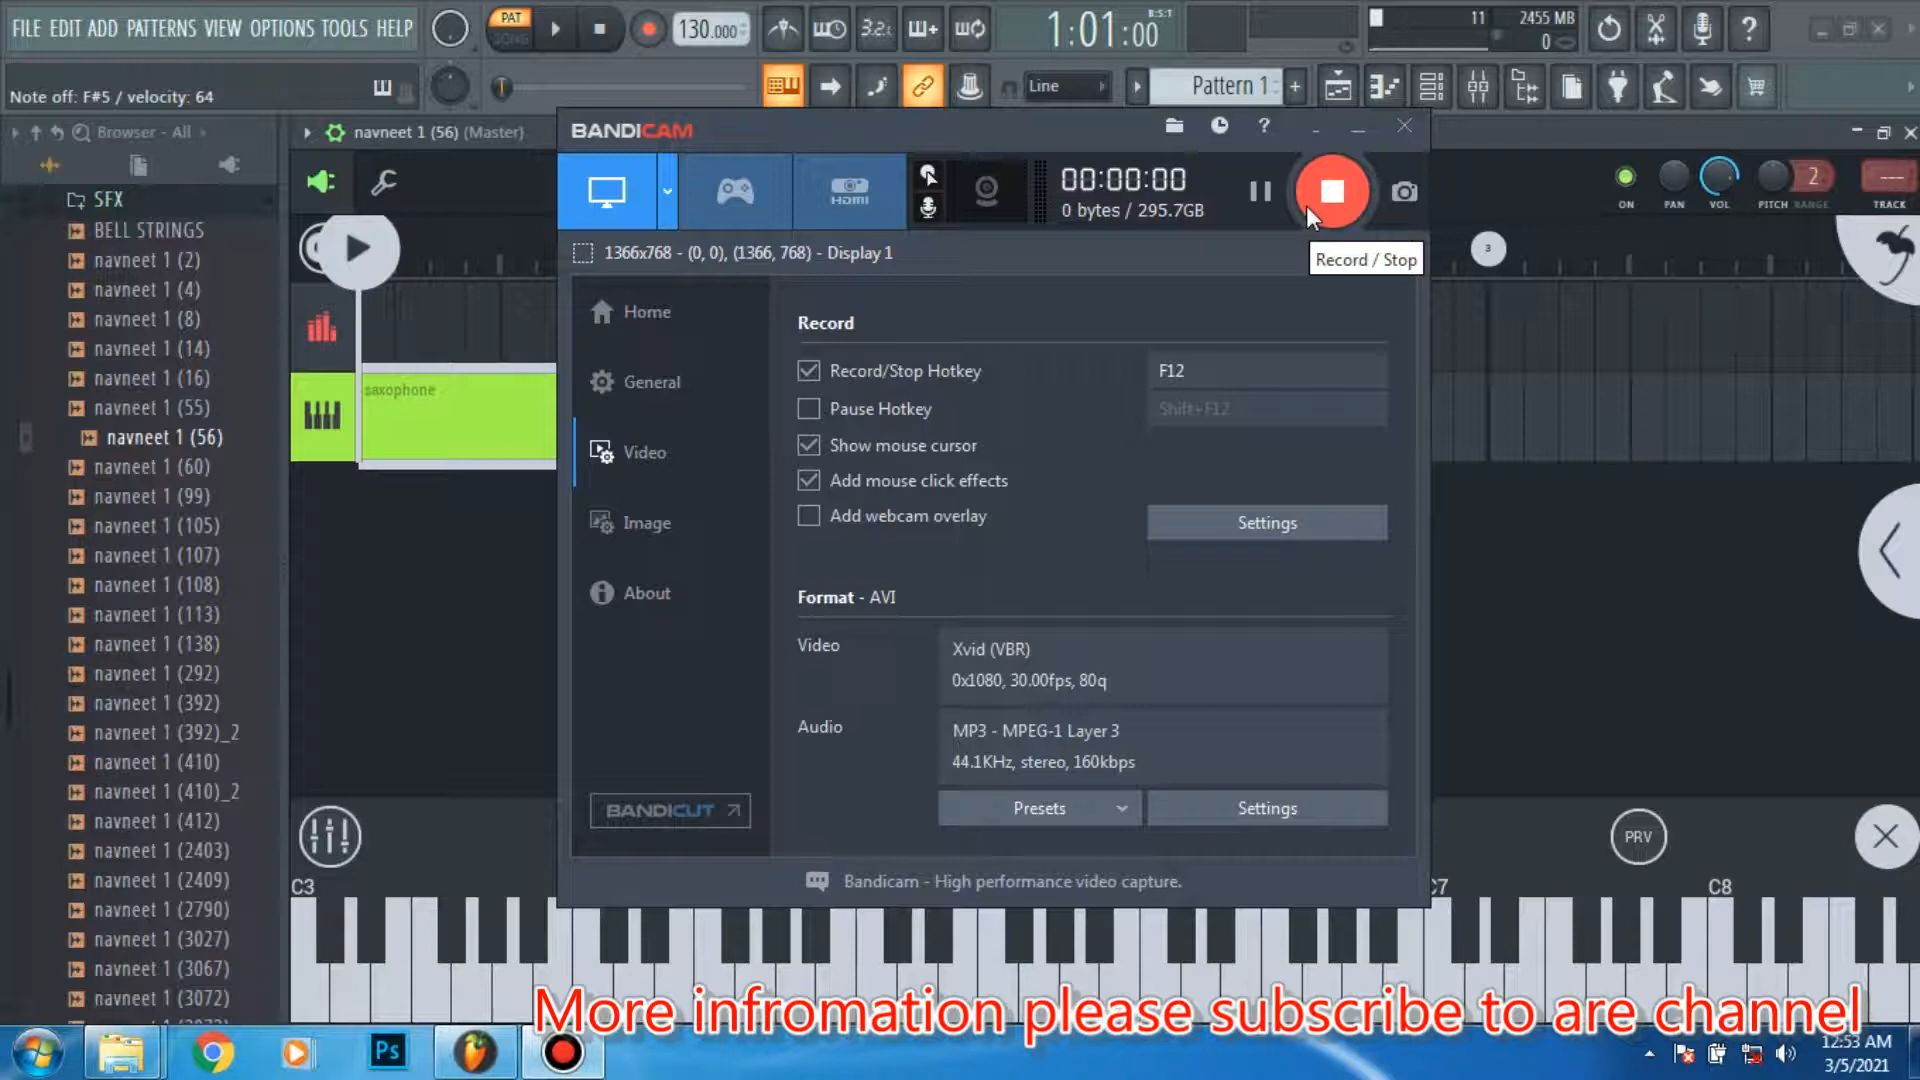 FILE EDIT ADD PATTERNS VIEW OPTIONS TOOLS HELP
PAT
SONG
130.000
3.2
1:01:00
B:S:T
11
2455 MB
0
Note off: F#5 / velocity: 64
Line
Pattern 1
Browser - All
navneet 1 (56) (Master)
SFX
BELL STRINGS
navneet 1 (2)
navneet 1 (4)
navneet 1 (8)
navneet 1 (14)
navneet 1 (16)
navneet 1 (55)
navneet 1 (56)
navneet 1 (60)
navneet 1 (99)
navneet 1 (105)
navneet 1 (107)
navneet 1 (108)
navneet 1 (113)
navneet 1 (138)
navneet 1 (292)
navneet 1 (392)
navneet 1 (392)_2
navneet 1 (410)
navneet 1 (410)_2
navneet 1 (412)
navneet 1 (2403)
navneet 1 (2409)
navneet 1 (2790)
navneet 1 (3027)
navneet 1 (3067)
navneet 1 (3072)
saxophone
BANDICAM
HDMI
00:00:00
0 bytes / 295.7GB
1366x768 - (0, 0), (1366, 768) - Display 1
Record / Stop
Home
General
Video
Image
About
BANDICUT
Record
Record/Stop Hotkey
F12
Pause Hotkey
Shift+F12
Show mouse cursor
Add mouse click effects
Add webcam overlay
Settings
Format - AVI
Video
Xvid (VBR)
0x1080, 30.00fps, 80q
Audio
MP3 - MPEG-1 Layer 3
44.1KHz, stereo, 160kbps
Presets
Settings
Bandicam - High performance video capture.
2
ON
PAN
VOL
PITCH
RANGE
TRACK
3
PRV
C3
C7
C8
More infromation please subscribe to are channel
Ps
12:53 AM
3/5/2021